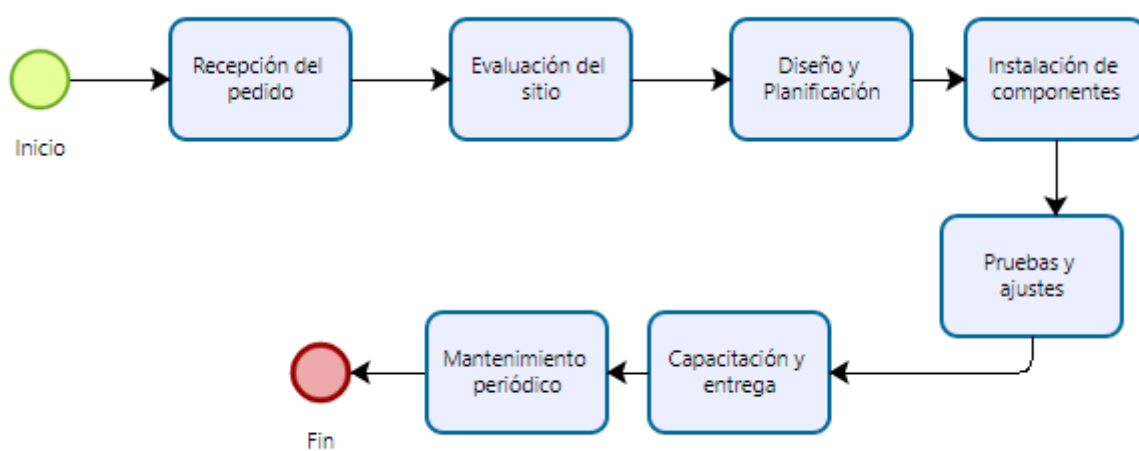 Inicio
Recepción del
pedido
Evaluación del
sitio
Diseño y
Planificación
Instalación de
componentes
Pruebas y
ajustes
Capacitación y
entrega
Mantenimiento
periódico
Fin